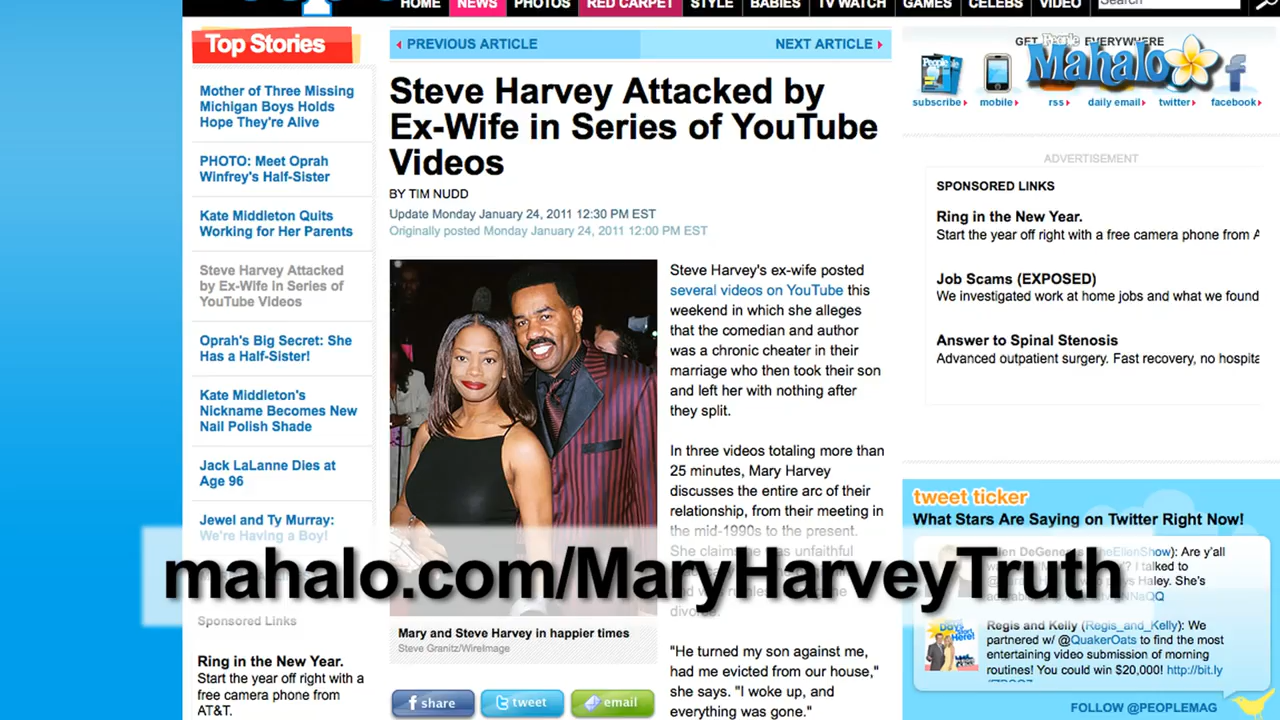 HOME NEWS PHOTOS RED CARPET STYLE BABIES TV WATCH GAMES CELEBS VIDEO Search
Top Stories
Mother of Three Missing
Michigan Boys Holds
Hope They're Alive
PHOTO: Meet Oprah
Winfrey's Half-Sister
Kate Middleton Quits
Working for Her Parents
Steve Harvey Attacked
by Ex-Wife in Series of
YouTube Videos
Oprah's Big Secret: She
Has a Half-Sister!
Kate Middleton's
Nickname Becomes New
Nail Polish Shade
Jack LaLanne Dies at
Age 96
Jewel and Ty Murray:
We're Having a Boy!
Sponsored Links
Ring in the New Year.
Start the year off right with a
free camera phone from
AT&T.
PREVIOUS ARTICLE
NEXT ARTICLE
Steve Harvey Attacked by
Ex-Wife in Series of YouTube
Videos
BY TIM NUDD
Update Monday January 24, 2011 12:30 PM EST
Originally posted Monday January 24, 2011 12:00 PM EST
Steve Harvey's ex-wife posted
several videos on YouTube this
weekend in which she alleges
that the comedian and author
was a chronic cheater in their
marriage who then took their son
and left her with nothing after
they split.
In three videos totaling more than
25 minutes, Mary Harvey
discusses the entire arc of their
relationship, from their meeting in
the mid-1990s to the present.
She claims he was unfaithful
mahalo.com/MaryHarveyTruth
"He turned my son against me,
had me evicted from our house,"
she says. "I woke up, and
everything was gone."
Mary and Steve Harvey in happier times
Steve Granitz/WireImage
share
tweet
email
GET People EVERYWHERE
Mahalo
subscribe
mobile
rss
daily email
twitter
facebook
ADVERTISEMENT
SPONSORED LINKS
Ring in the New Year.
Start the year off right with a free camera phone from A
Job Scams (EXPOSED)
We investigated work at home jobs and what we found
Answer to Spinal Stenosis
Advanced outpatient surgery. Fast recovery, no hospita
tweet ticker
What Stars Are Saying on Twitter Right Now!
TheEllenShow): Are y'all
I talked to
Haley. She's
Regis and Kelly (Regis_and_Kelly): We
partnered w/ @QuakerOats to find the most
entertaining video submission of morning
routines! You could win $20,000! http://bit.ly
FOLLOW @PEOPLEMAG